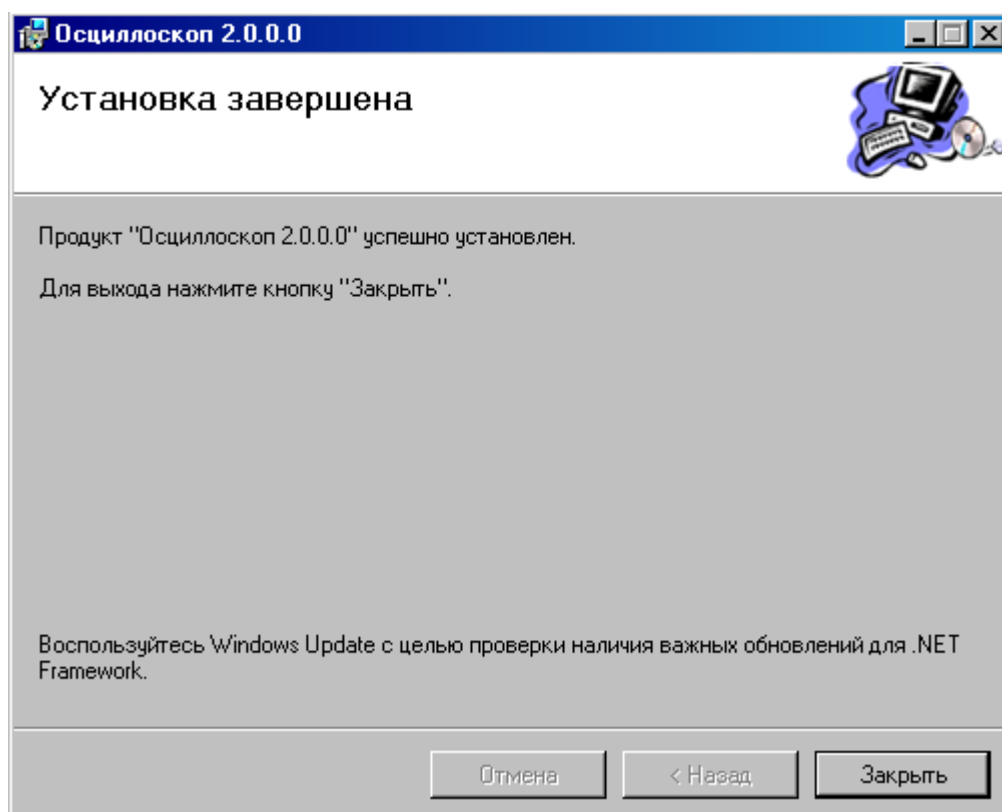 Осциллоскоп 2.0.0.0
Установка завершена
Продукт "Осциллоскоп 2.0.0.0" успешно установлен.
Для выхода нажмите кнопку "Закрыть".
Воспользуйтесь Windows Update с целью проверки наличия важных обновлений для .NET
Framework.
Отмена
< Назад
Закрыть